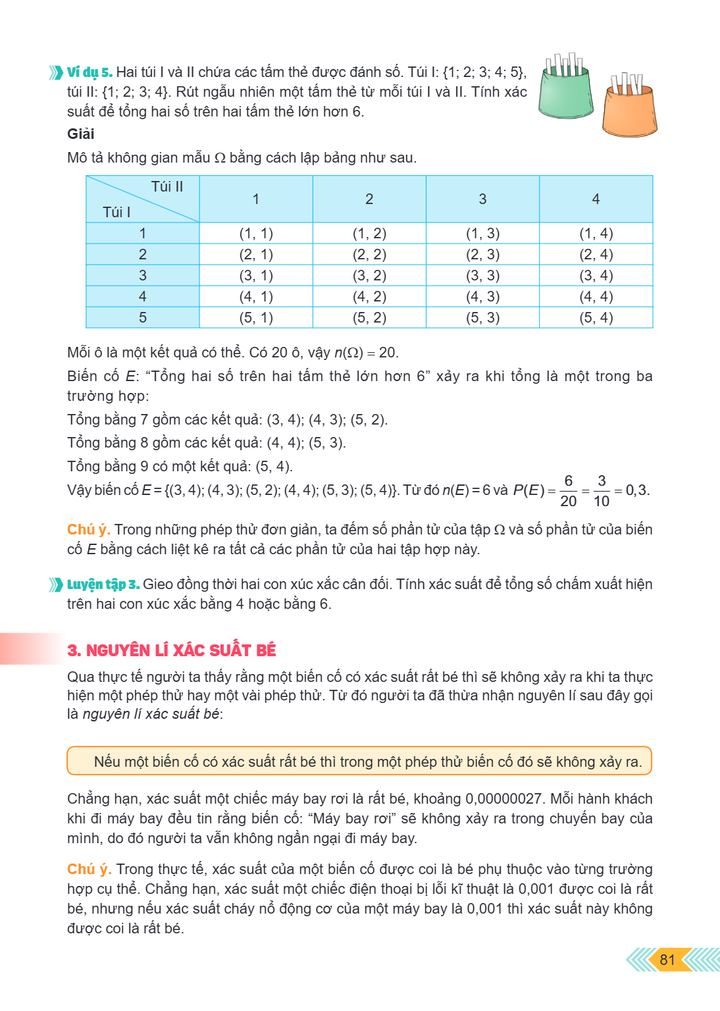 Ví dụ 5. Hai túi I và II chứa các tấm thẻ được đánh số. Túi I: {1; 2; 3; 4; 5},
túi II: {1; 2; 3; 4}. Rút ngẫu nhiên một tấm thẻ từ mỗi túi I và II. Tính xác
suất để tổng hai số trên hai tấm thẻ lớn hơn 6.
Giải
Mô tả không gian mẫu Ω bằng cách lập bảng như sau.
Túi II
Túi I
1 2 3 4
1 (1, 1) (1, 2) (1, 3) (1, 4)
2 (2, 1) (2, 2) (2, 3) (2, 4)
3 (3, 1) (3, 2) (3, 3) (3, 4)
4 (4, 1) (4, 2) (4, 3) (4, 4)
5 (5, 1) (5, 2) (5, 3) (5, 4)
Mỗi ô là một kết quả có thể. Có 20 ô, vậy n(Ω) = 20.
Biến cố E: “Tổng hai số trên hai tấm thẻ lớn hơn 6” xảy ra khi tổng là một trong ba
trường hợp:
Tổng bằng 7 gồm các kết quả: (3, 4); (4, 3); (5, 2).
Tổng bằng 8 gồm các kết quả: (4, 4); (5, 3).
Tổng bằng 9 có một kết quả: (5, 4).
Vậy biến cố E = {(3, 4); (4, 3); (5, 2); (4, 4); (5, 3); (5, 4)}. Từ đó n(E) = 6 và P(E) = 6/20 = 3/10 = 0,3.
Chú ý. Trong những phép thử đơn giản, ta đếm số phần tử của tập Ω và số phần tử của biến
cố E bằng cách liệt kê ra tất cả các phần tử của hai tập hợp này.
Luyện tập 3. Gieo đồng thời hai con xúc xắc cân đối. Tính xác suất để tổng số chấm xuất hiện
trên hai con xúc xắc bằng 4 hoặc bằng 6.
3. NGUYÊN LÍ XÁC SUẤT BÉ
Qua thực tế người ta thấy rằng một biến cố có xác suất rất bé thì sẽ không xảy ra khi ta thực
hiện một phép thử hay một vài phép thử. Từ đó người ta đã thừa nhận nguyên lí sau đây gọi
là nguyên lí xác suất bé:
Nếu một biến cố có xác suất rất bé thì trong một phép thử biến cố đó sẽ không xảy ra.
Chẳng hạn, xác suất một chiếc máy bay rơi là rất bé, khoảng 0,00000027. Mỗi hành khách
khi đi máy bay đều tin rằng biến cố: “Máy bay rơi” sẽ không xảy ra trong chuyến bay của
mình, do đó người ta vẫn không ngần ngại đi máy bay.
Chú ý. Trong thực tế, xác suất của một biến cố được coi là bé phụ thuộc vào từng trường
hợp cụ thể. Chẳng hạn, xác suất một chiếc điện thoại bị lỗi kĩ thuật là 0,001 được coi là rất
bé, nhưng nếu xác suất cháy nổ động cơ của một máy bay là 0,001 thì xác suất này không
được coi là rất bé.
81